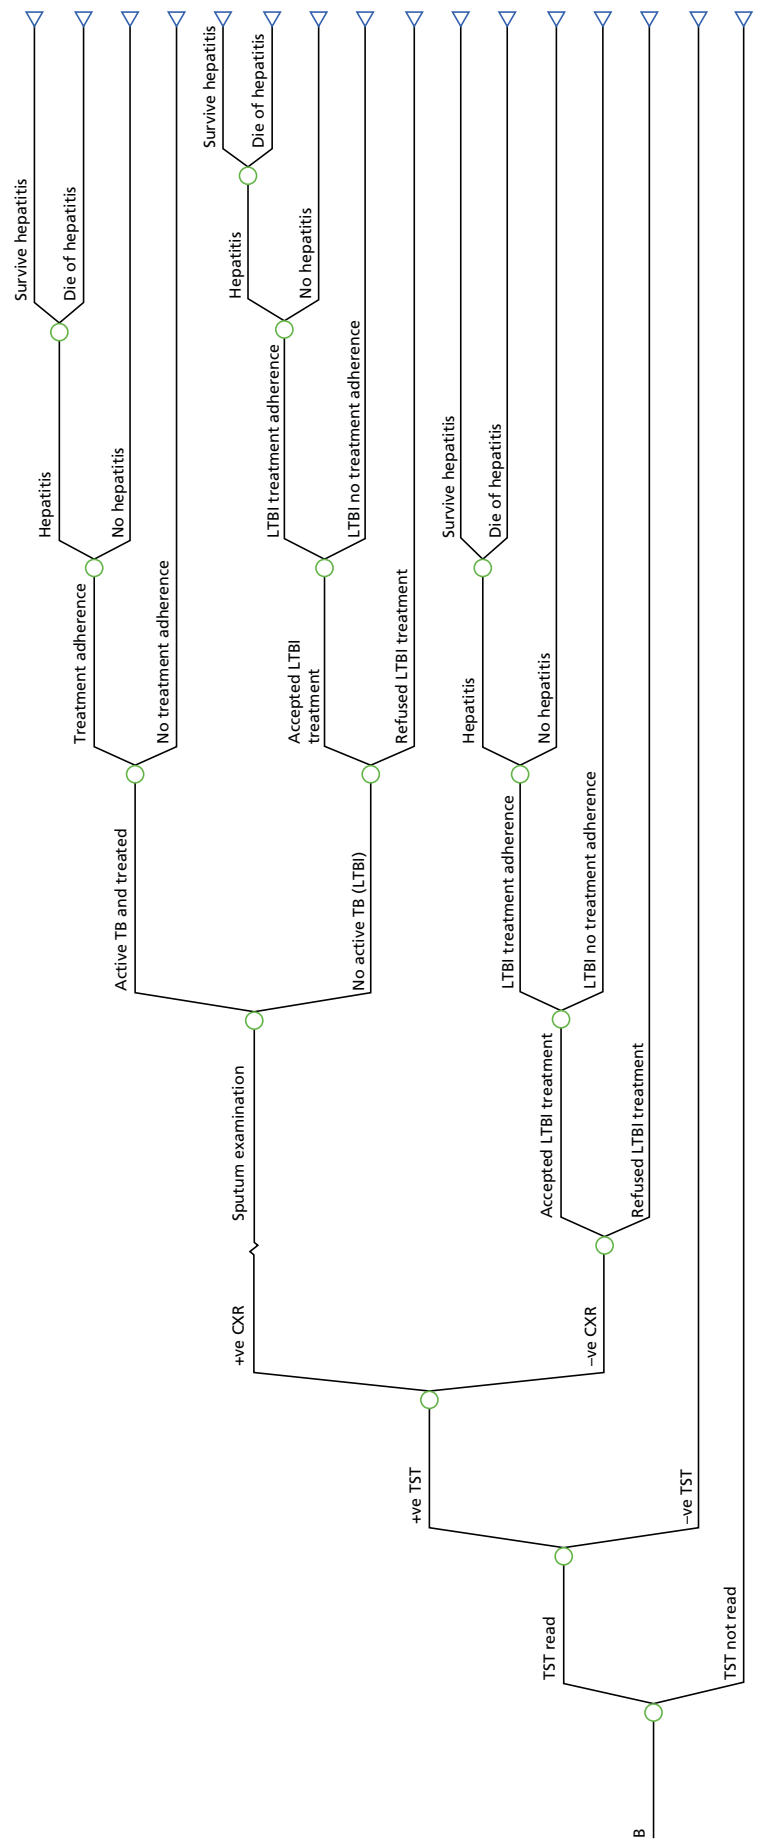 B
TST read
TST not read
+ve TST
–ve TST
+ve CXR
–ve CXR
Sputum examination
Active TB and treated
No active TB (LTBI)
Treatment adherence
No treatment adherence
Hepatitis
No hepatitis
Survive hepatitis
Die of hepatitis
Accepted LTBI
treatment
Refused LTBI treatment
LTBI treatment adherence
LTBI no treatment adherence
Hepatitis
No hepatitis
Survive hepatitis
Die of hepatitis
Accepted LTBI treatment
Refused LTBI treatment
LTBI treatment adherence
LTBI no treatment adherence
Hepatitis
No hepatitis
Survive hepatitis
Die of hepatitis